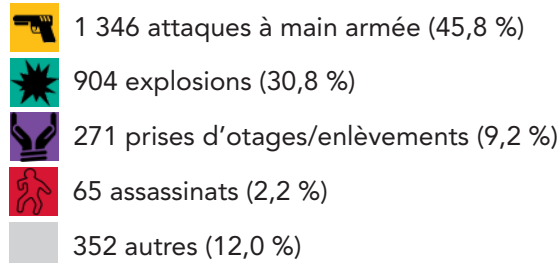 1 346 attaques à main armée (45,8 %)
904 explosions (30,8 %)
271 prises d’otages/enlèvements (9,2 %)
65 assassinats (2,2 %)
352 autres (12,0 %)